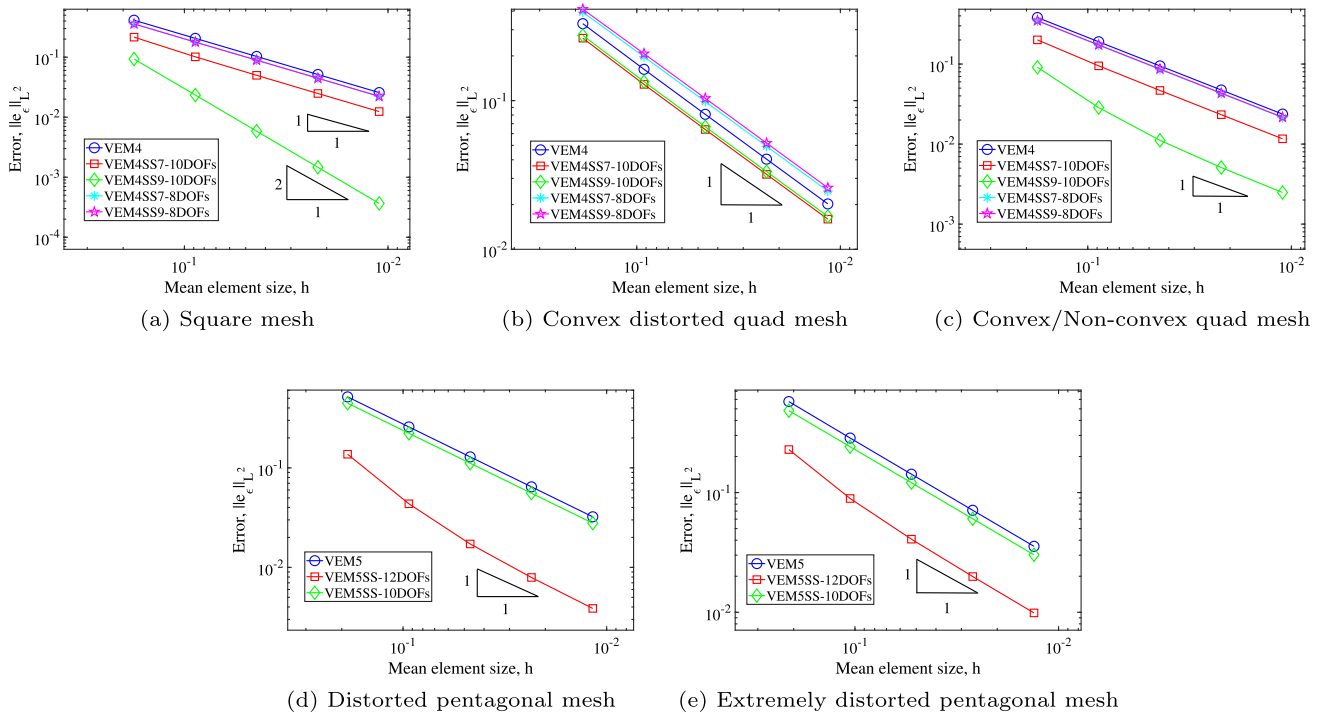 Error, ||e_ϵ||_{L^2}
10^{-1}
10^{-2}
10^{-3}
10^{-4}
VEM4
VEM4SS7-10DOFs
VEM4SS9-10DOFs
VEM4SS7-8DOFs
VEM4SS9-8DOFs
1
1
2
1
10^{-1}
10^{-2}
Mean element size, h
(a) Square mesh
Error, ||e_ϵ||_{L^2}
10^{-1}
10^{-2}
VEM4
VEM4SS7-10DOFs
VEM4SS9-10DOFs
VEM4SS7-8DOFs
VEM4SS9-8DOFs
1
1
10^{-1}
10^{-2}
Mean element size, h
(b) Convex distorted quad mesh
Error, ||e_ϵ||_{L^2}
10^{-1}
10^{-2}
10^{-3}
VEM4
VEM4SS7-10DOFs
VEM4SS9-10DOFs
VEM4SS7-8DOFs
VEM4SS9-8DOFs
1
1
10^{-1}
10^{-2}
Mean element size, h
(c) Convex/Non-convex quad mesh
Error, ||e_ϵ||_{L^2}
10^{-1}
10^{-2}
VEM5
VEM5SS-12DOFs
VEM5SS-10DOFs
1
1
10^{-1}
10^{-2}
Mean element size, h
(d) Distorted pentagonal mesh
Error, ||e_ϵ||_{L^2}
10^{-1}
10^{-2}
VEM5
VEM5SS-12DOFs
VEM5SS-10DOFs
1
1
10^{-1}
10^{-2}
Mean element size, h
(e) Extremely distorted pentagonal mesh